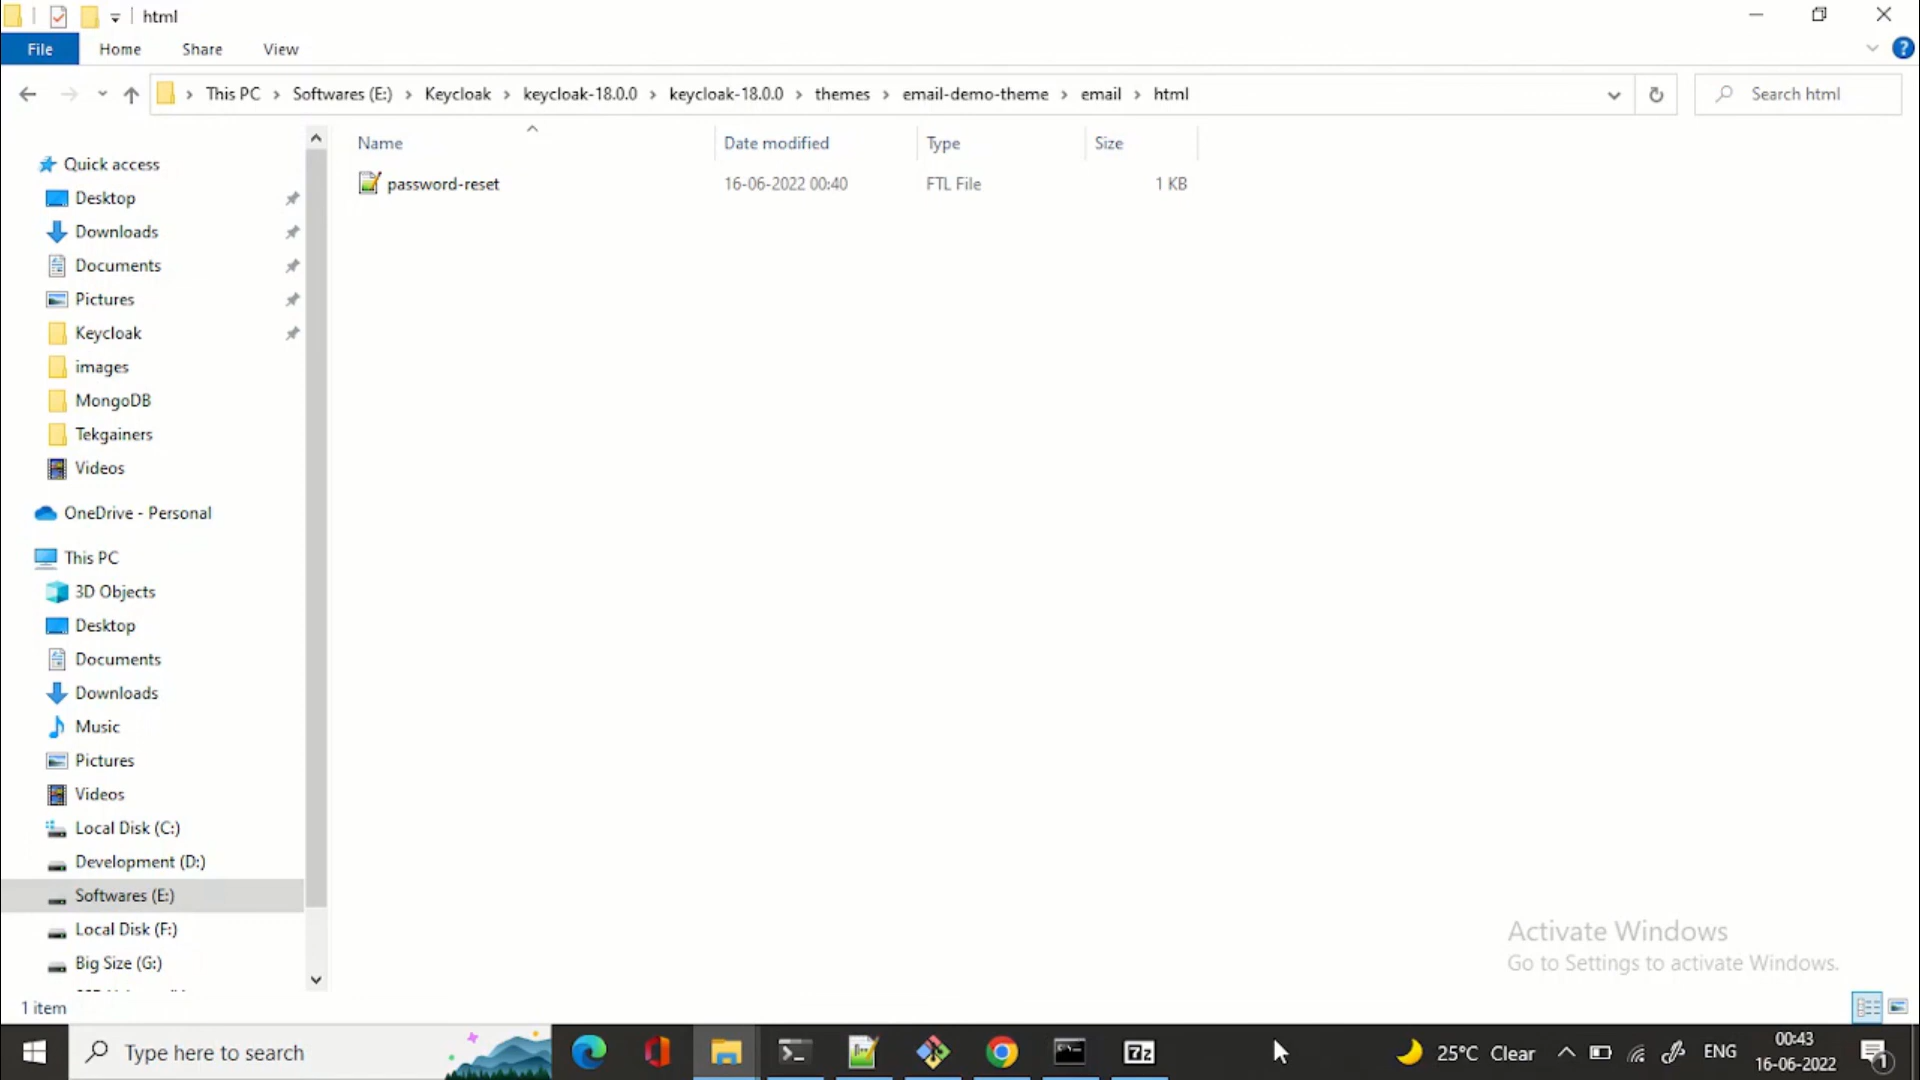 html
File Home Share View
This PC Softwares (E:) Keycloak keycloak-18.0.0 keycloak-18.0.0 themes email-demo-theme email html
Search html
Name Date modified Type Size
password-reset 16-06-2022 00:40 FTL File 1 KB
Quick access
Desktop
Downloads
Documents
Pictures
Keycloak
images
MongoDB
Tekgainers
Videos
OneDrive - Personal
This PC
3D Objects
Desktop
Documents
Downloads
Music
Pictures
Videos
Local Disk (C:)
Development (D:)
Softwares (E:)
Local Disk (F:)
Big Size (G:)
Activate Windows
Go to Settings to activate Windows.
1 item
Type here to search
7z
25°C Clear
ENG
00:43
16-06-2022
1